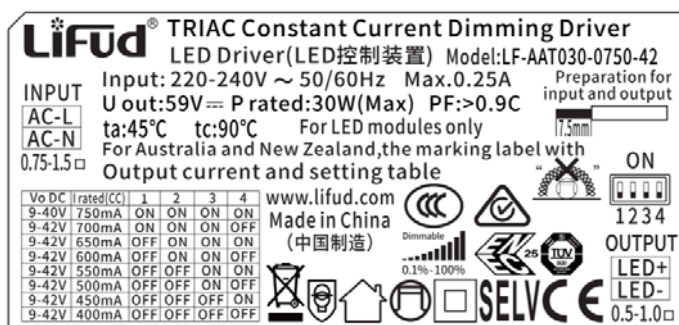 LiFud® TRIAC Constant Current Dimming Driver
LED Driver(LED控制装置) Model:LF-AAT030-0750-42
Input: 220-240V ~ 50/60Hz Max.0.25A
U out:59V⎓ P rated:30W(Max) PF:>0.9C
ta:45℃ tc:90℃ For LED modules only
For Australia and New Zealand,the marking label with
Output current and setting table
INPUT
AC-L
AC-N
0.75-1.5□
Preparation for
input and output
7.5mm
Vo DC I rated(CC) 1 2 3 4
9-40V 750mA ON ON ON ON
9-42V 700mA ON ON ON OFF
9-42V 650mA OFF ON ON ON
9-42V 600mA ON OFF ON ON
9-42V 550mA OFF OFF ON ON
9-42V 500mA OFF OFF ON OFF
9-42V 450mA OFF OFF OFF ON
9-42V 400mA OFF OFF OFF OFF
www.lifud.com
Made in China
(中国制造)
CCC
Dimmable
0.1%-100%
25
TÜV
SELV
CE
ON
1234
OUTPUT
LED+
LED-
0.5-1.0□